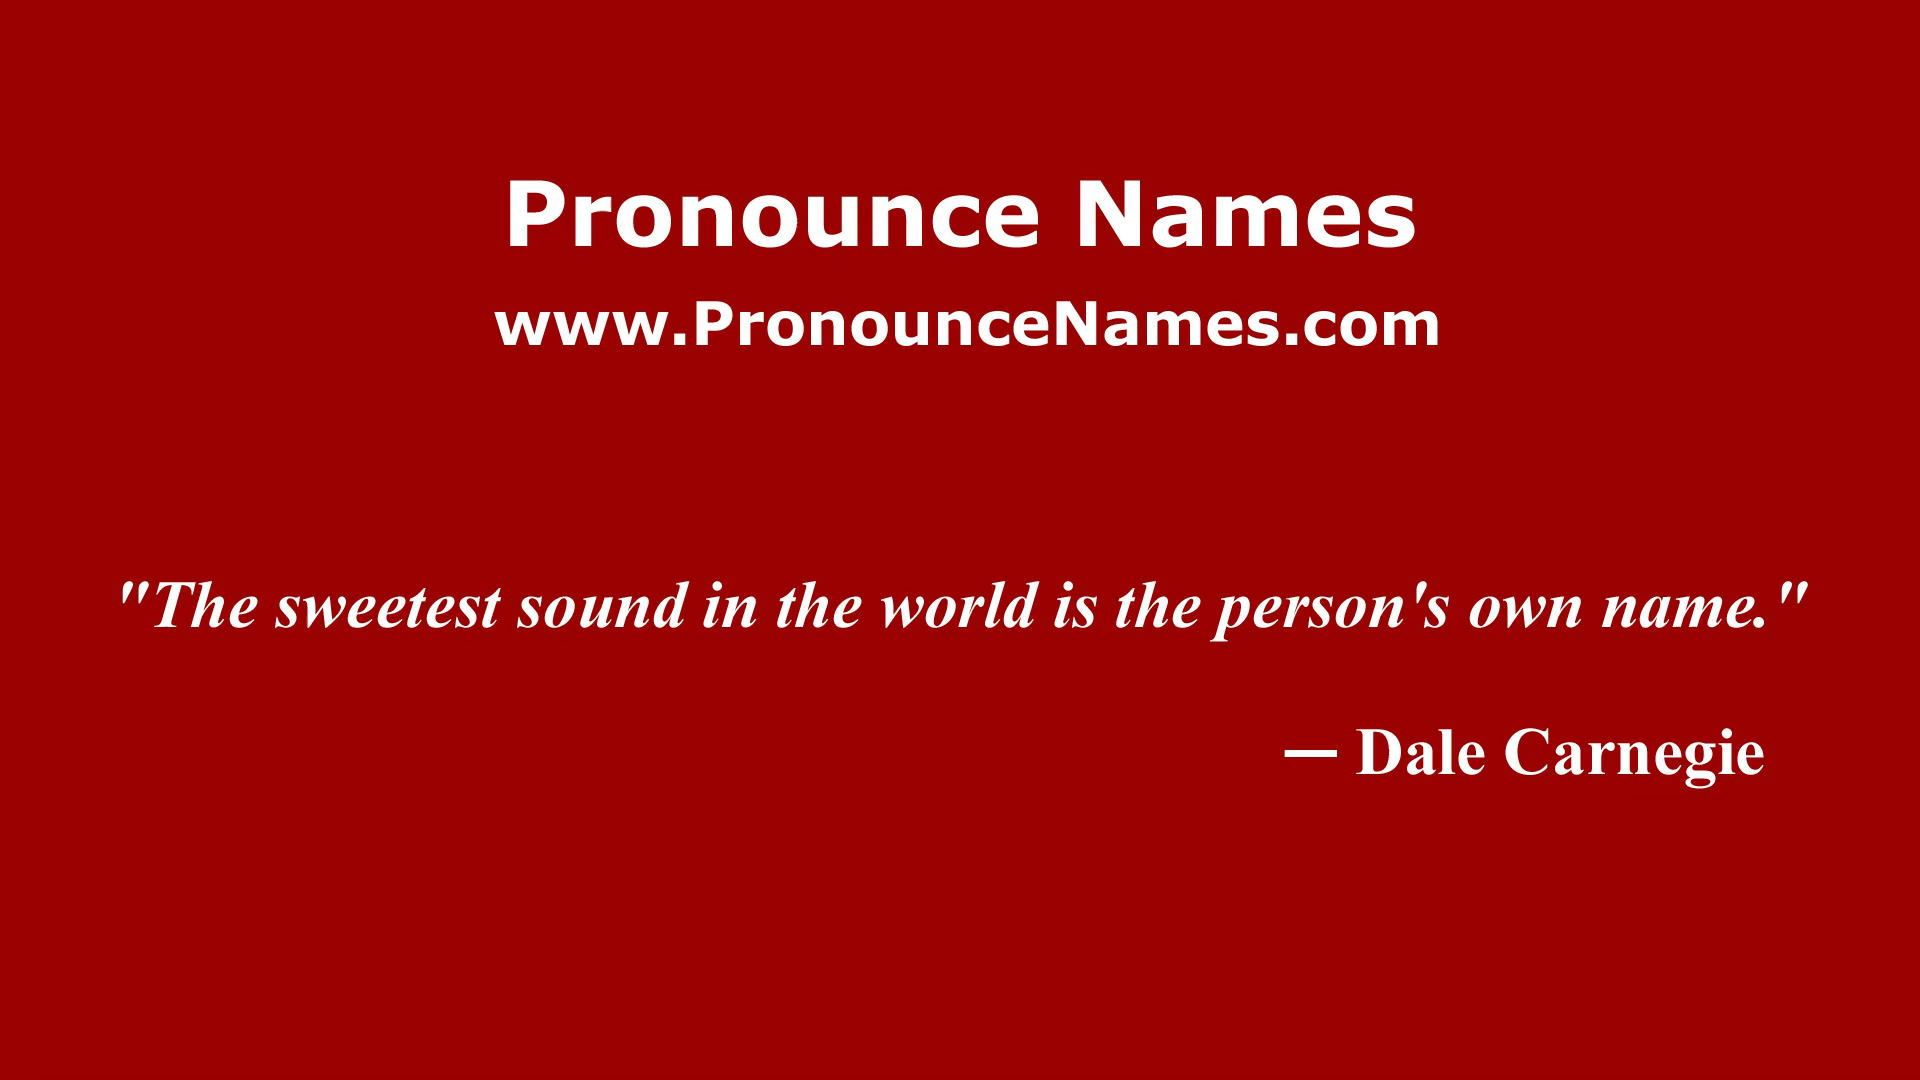 Pronounce Names
www.PronounceNames.com
"The sweetest sound in the world is the person's own name."
— Dale Carnegie